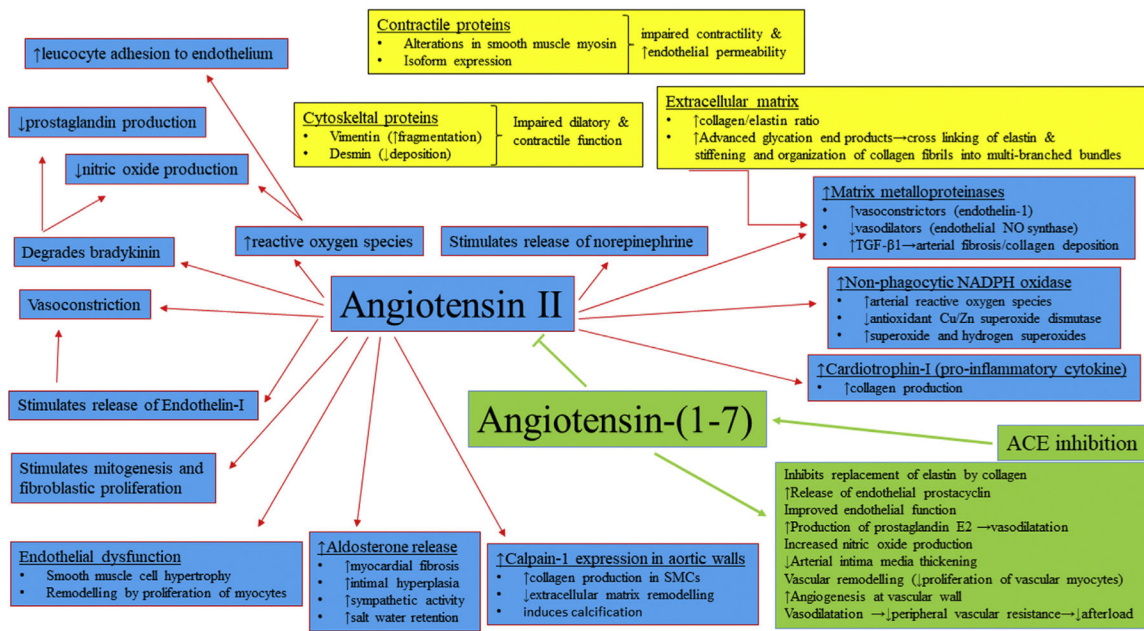 Contractile proteins
• Alterations in smooth muscle myosin
• Isoform expression
impaired contractility &
↑endothelial permeability
↑leucocyte adhesion to endothelium
Cytoskeltal proteins
• Vimentin (↑fragmentation)
• Desmin (↓deposition)
Impaired dilatory &
contractile function
Extracellular matrix
• ↑collagen/elastin ratio
• ↑Advanced glycation end products→cross linking of elastin &
stiffening and organization of collagen fibrils into multi-branched bundles
↓prostaglandin production
↓nitric oxide production
Degrades bradykinin
↑reactive oxygen species
Stimulates release of norepinephrine
↑Matrix metalloproteinases
• ↑vasoconstrictors (endothelin-1)
• ↓vasodilators (endothelial NO synthase)
• ↑TGF-β1→arterial fibrosis/collagen deposition
Vasoconstriction
Angiotensin II
↑Non-phagocytic NADPH oxidase
• ↑arterial reactive oxygen species
• ↓antioxidant Cu/Zn superoxide dismutase
• ↑superoxide and hydrogen superoxides
↑Cardiotrophin-I (pro-inflammatory cytokine)
• ↑collagen production
Stimulates release of Endothelin-I
Angiotensin-(1-7)
ACE inhibition
Stimulates mitogenesis and
fibroblastic proliferation
Inhibits replacement of elastin by collagen
↑Release of endothelial prostacyclin
Improved endothelial function
↑Production of prostaglandin E2 →vasodilatation
Increased nitric oxide production
↓Arterial intima media thickening
Vascular remodelling (↓proliferation of vascular myocytes)
↑Angiogenesis at vascular wall
Vasodilatation →↓peripheral vascular resistance→↓afterload
Endothelial dysfunction
• Smooth muscle cell hypertrophy
• Remodelling by proliferation of myocytes
↑Aldosterone release
• ↑myocardial fibrosis
• ↑intimal hyperplasia
• ↑sympathetic activity
• ↑salt water retention
↑Calpain-1 expression in aortic walls
• ↑collagen production in SMCs
• ↓extracellular matrix remodelling
• induces calcification